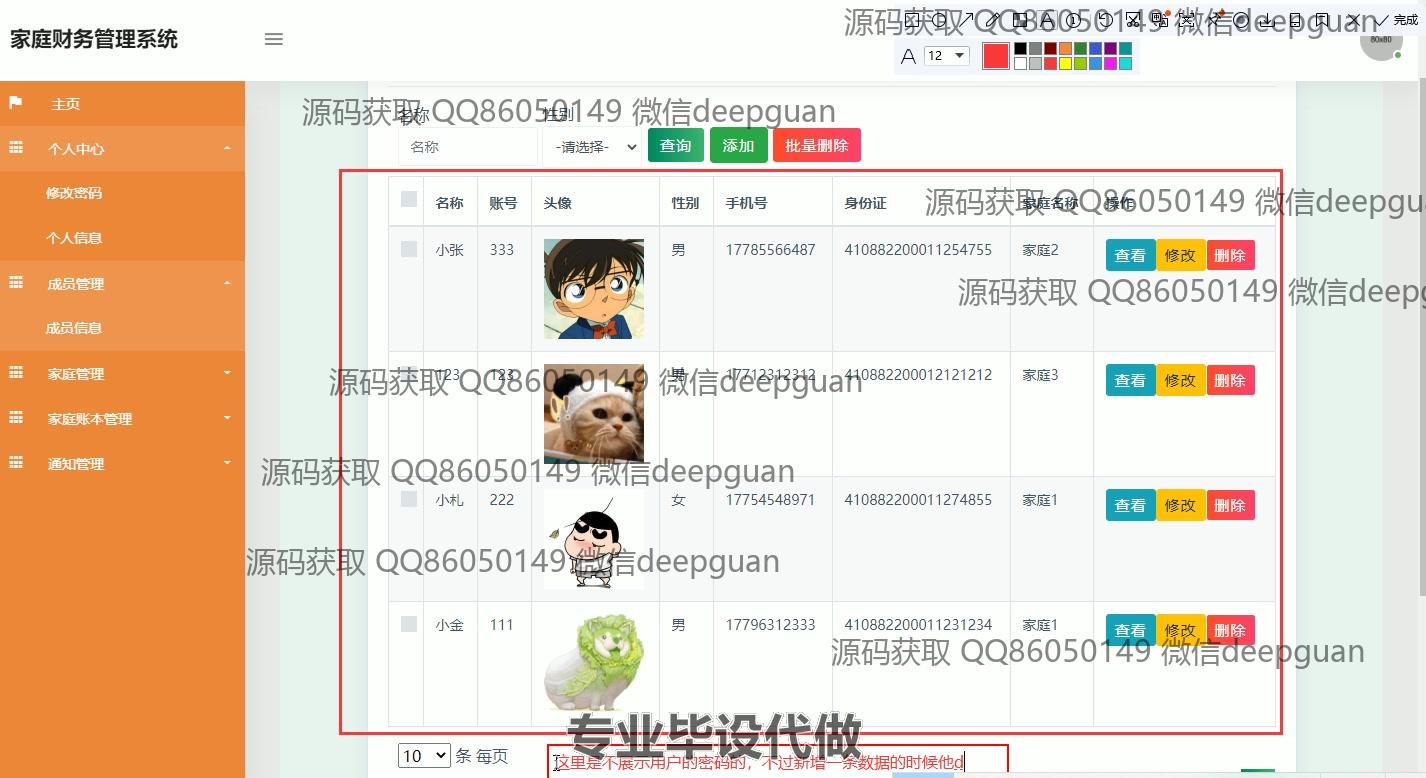 源码获取 QQ86050149 微信deepguan
完成
家庭财务管理系统
12
80x80
主页
个人中心
修改密码
个人信息
成员管理
成员信息
家庭管理
家庭账本管理
通知管理
源码获取 QQ86050149 微信deepguan
名称 性别
名称 -请选择- 查询 添加 批量删除
名称 账号 头像 性别 手机号 身份证 家庭名称 操作
源码获取 QQ86050149 微信deepgu
小张 333 男 17785566487 410882200011254755 家庭2 查看 修改 删除
源码获取 QQ86050149 微信deepg
123 123 男 17712312312 410882200012121212 家庭3 查看 修改 删除
源码获取 QQ86050149 微信deepguan
源码获取 QQ86050149 微信deepguan
小札 222 女 17754548971 410882200011274855 家庭1 查看 修改 删除
源码获取 QQ86050149 微信deepguan
小金 111 男 17796312333 410882200011231234 家庭1 查看 修改 删除
源码获取 QQ86050149 微信deepguan
专业毕设代做
10 条 每页
这里是不展示用户的密码的，不过新增一条数据的时候他d